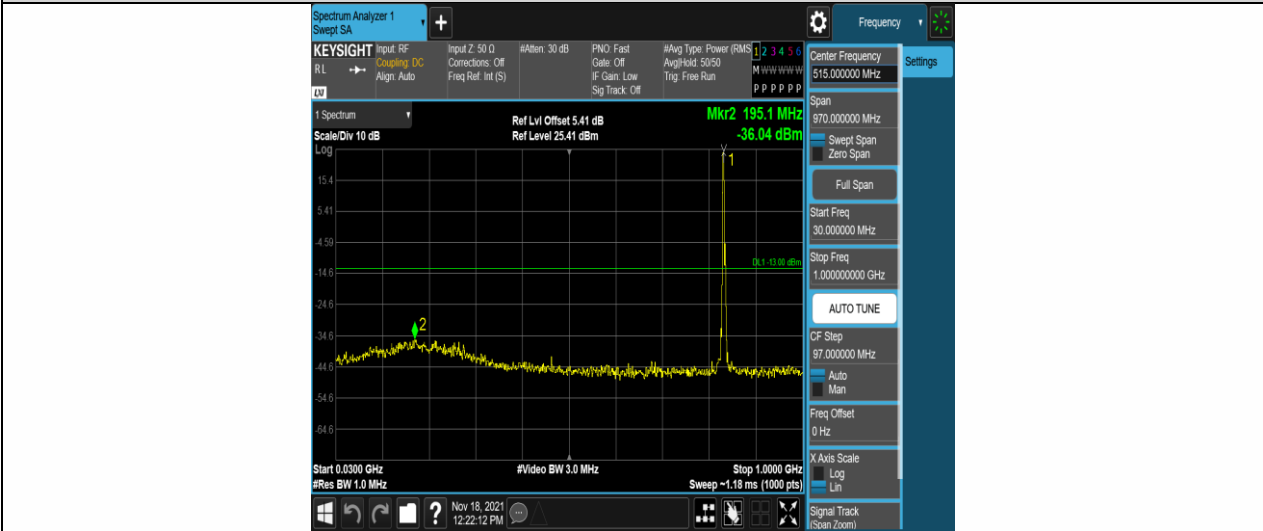 Spectrum Analyzer 1
Swept SA
+
Frequency
KEYSIGHT
RL
LXI
Input: RF
Coupling: DC
Align: Auto
Input Z: 50 Ω
Corrections: Off
Freq Ref: Int (S)
#Atten: 30 dB
PNO: Fast
Gate: Off
IF Gain: Low
Sig Track: Off
#Avg Type: Power (RMS
Avg|Hold: 50/50
Trig: Free Run
1 2 3 4 5 6
M W W W W W
P P P P P P
1 Spectrum
Scale/Div 10 dB
Ref Lvl Offset 5.41 dB
Ref Level 25.41 dBm
Mkr2 195.1 MHz
-36.04 dBm
Log
15.4
5.41
-4.59
-14.6
-24.6
-34.6
-44.6
-54.6
-64.6
1
DL1 -13.00 dBm
2
Start 0.0300 GHz
#Res BW 1.0 MHz
#Video BW 3.0 MHz
Stop 1.0000 GHz
Sweep ~1.18 ms (1000 pts)
Center Frequency
515.000000 MHz
Settings
Span
970.000000 MHz
Swept Span
Zero Span
Full Span
Start Freq
30.000000 MHz
Stop Freq
1.000000000 GHz
AUTO TUNE
CF Step
97.000000 MHz
Auto
Man
Freq Offset
0 Hz
X Axis Scale
Log
Lin
Signal Track
(Span Zoom)
?
Nov 18, 2021
12:22:12 PM